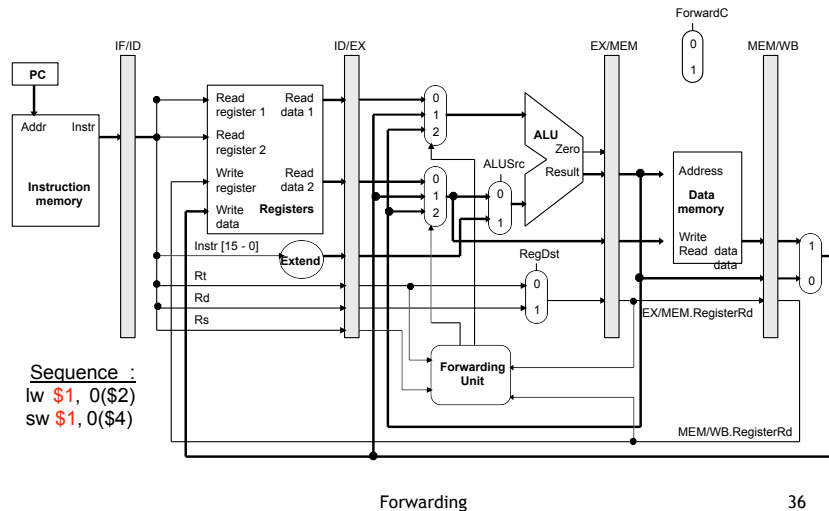 ForwardC
0
1
IF/ID
ID/EX
EX/MEM
MEM/WB
PC
Addr Instr
Instruction
memory
Read
register 1
Read
data 1
Read
register 2
Write
register
Read
data 2
Write
data
Registers
0
1
2
0
1
2
ALUSrc
0
1
ALU
Zero
Result
Address
Data
memory
Write
Read data
data
1
0
Instr [15 - 0]
Extend
RegDst
0
1
Rt
Rd
Rs
EX/MEM.RegisterRd
Forwarding
Unit
MEM/WB.RegisterRd
Sequence :
lw $1, 0($2)
sw $1, 0($4)
Forwarding
36